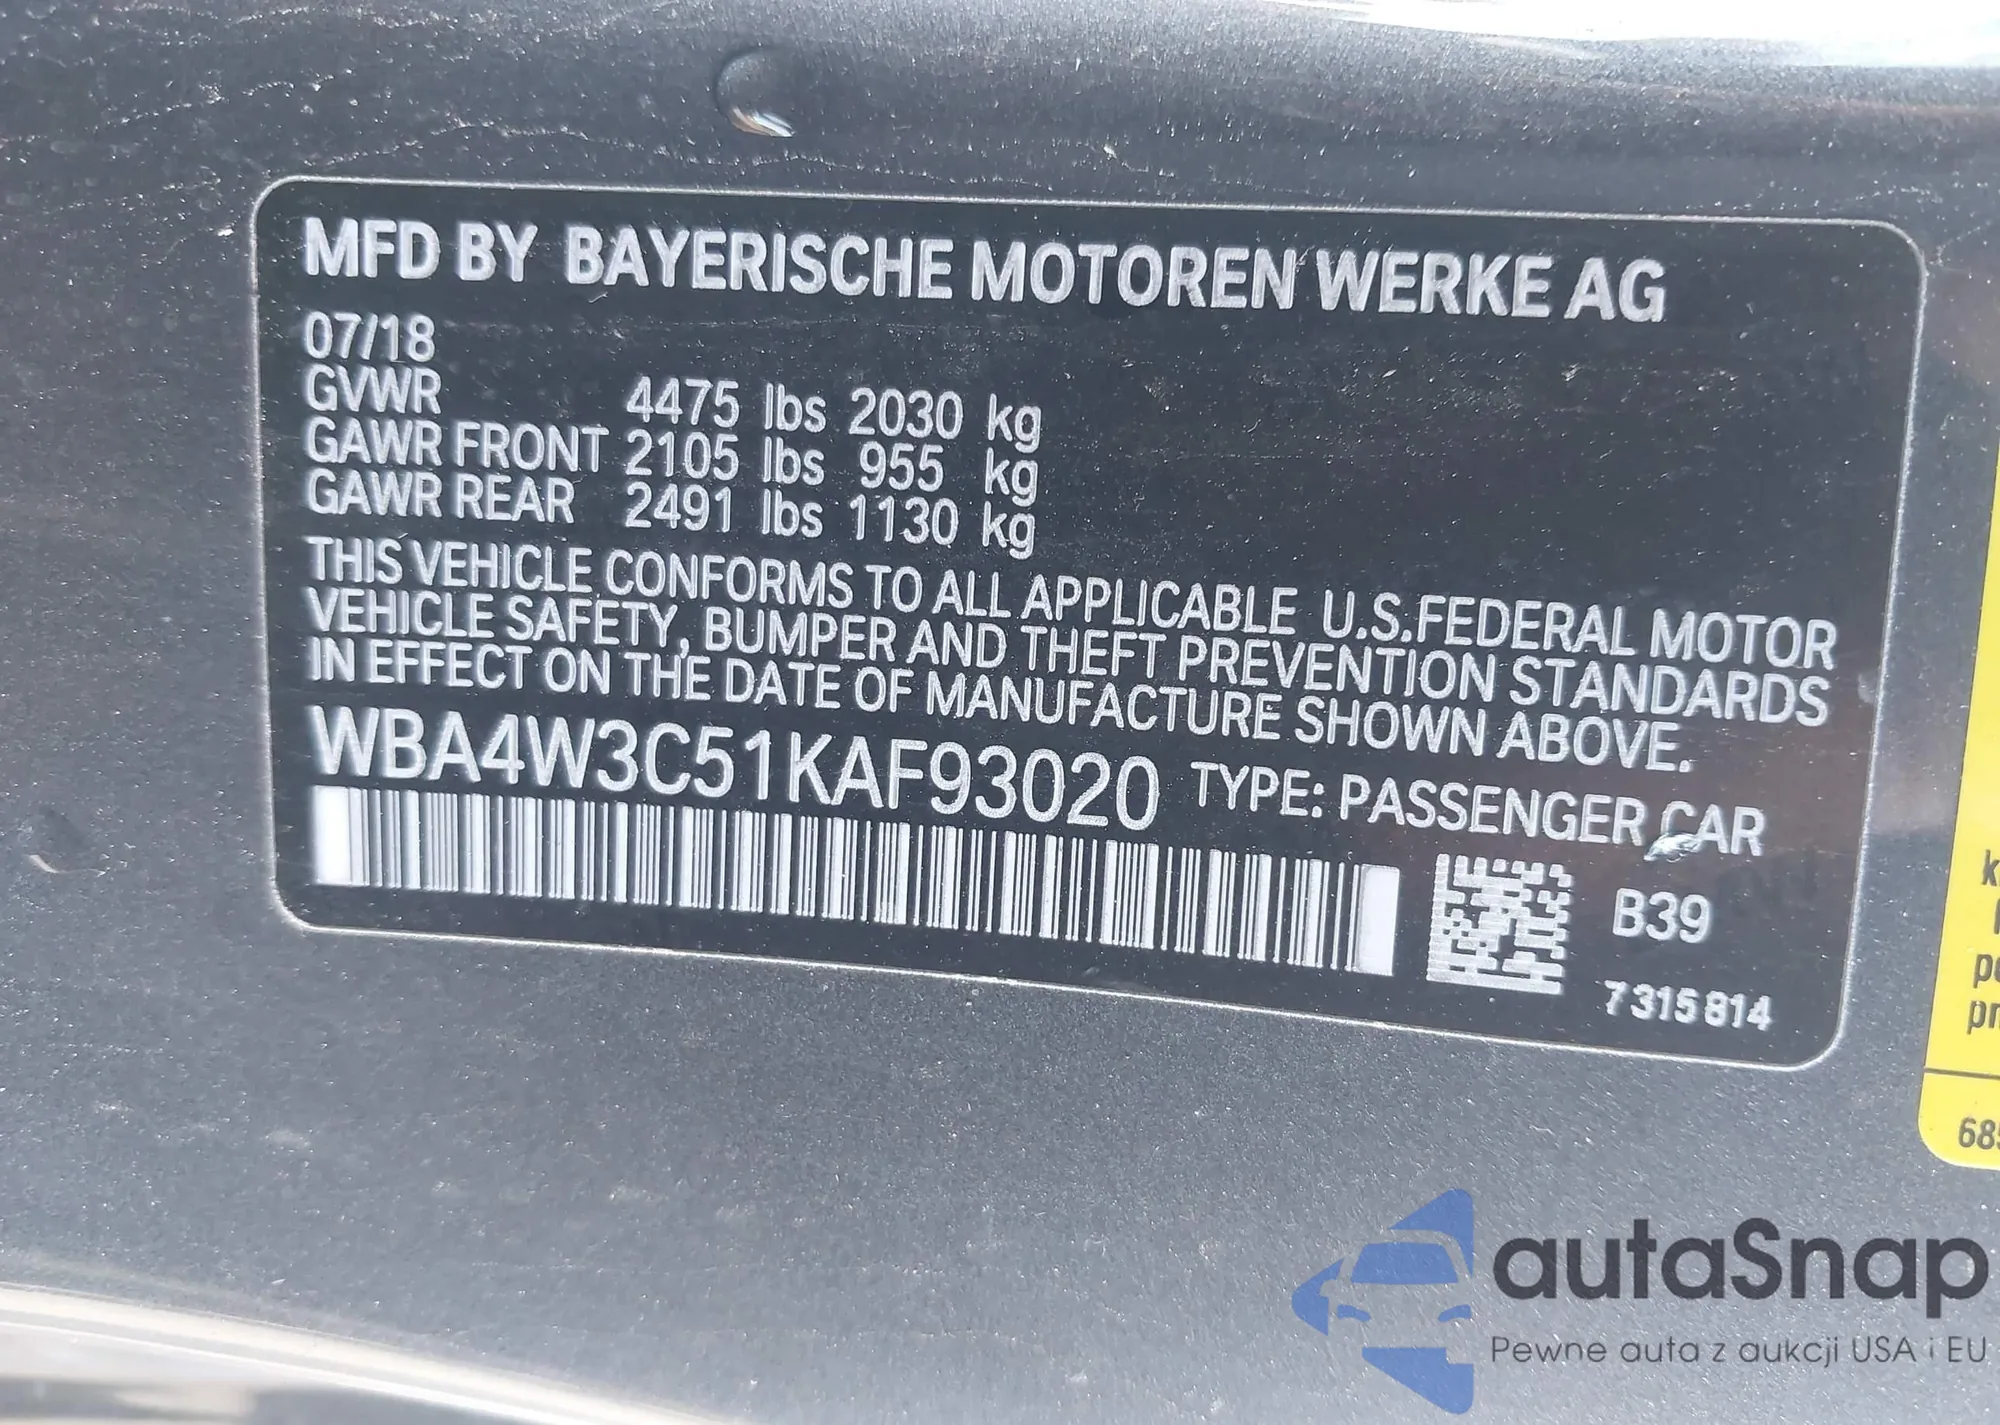 MFD BY BAYERISCHE MOTOREN WERKE AG
07/18
GVWR 4475 lbs 2030 kg
GAWR FRONT 2105 lbs 955 kg
GAWR REAR 2491 lbs 1130 kg
THIS VEHICLE CONFORMS TO ALL APPLICABLE U.S.FEDERAL MOTOR
VEHICLE SAFETY, BUMPER AND THEFT PREVENTION STANDARDS
IN EFFECT ON THE DATE OF MANUFACTURE SHOWN ABOVE.
WBA4W3C51KAF93020 TYPE: PASSENGER CAR
B39
7315814
autaSnap
Pewne auta z aukcji USA i EU